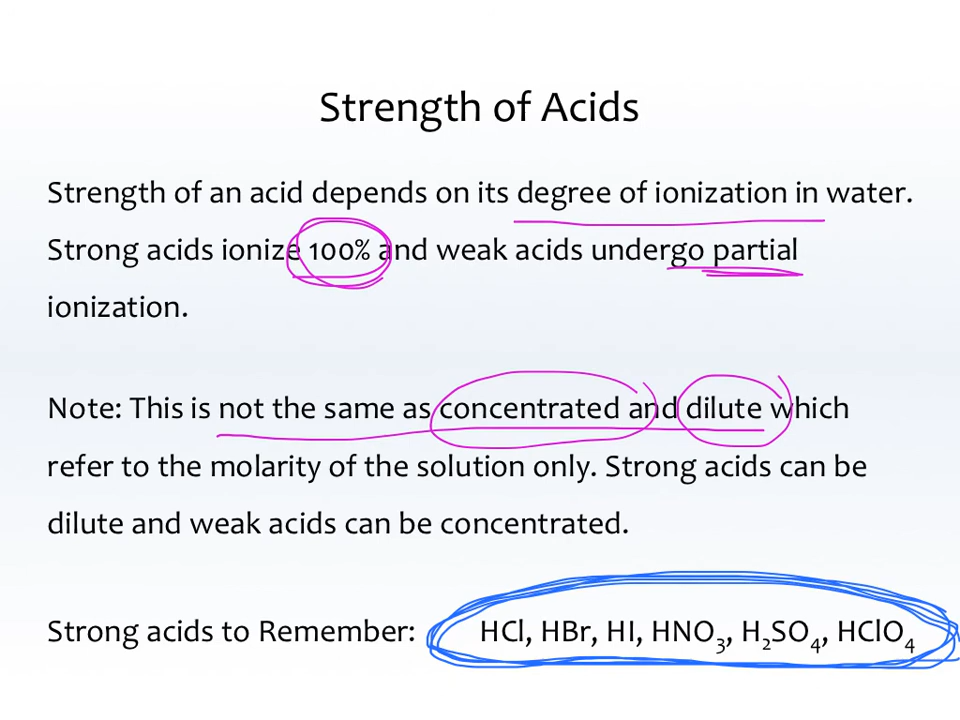 Strength of Acids
Strength of an acid depends on its degree of ionization in water.
Strong acids ionize 100% and weak acids undergo partial
ionization.
Note: This is not the same as concentrated and dilute which
refer to the molarity of the solution only. Strong acids can be
dilute and weak acids can be concentrated.
Strong acids to Remember: HCl, HBr, HI, HNO₃, H₂SO₄, HClO₄